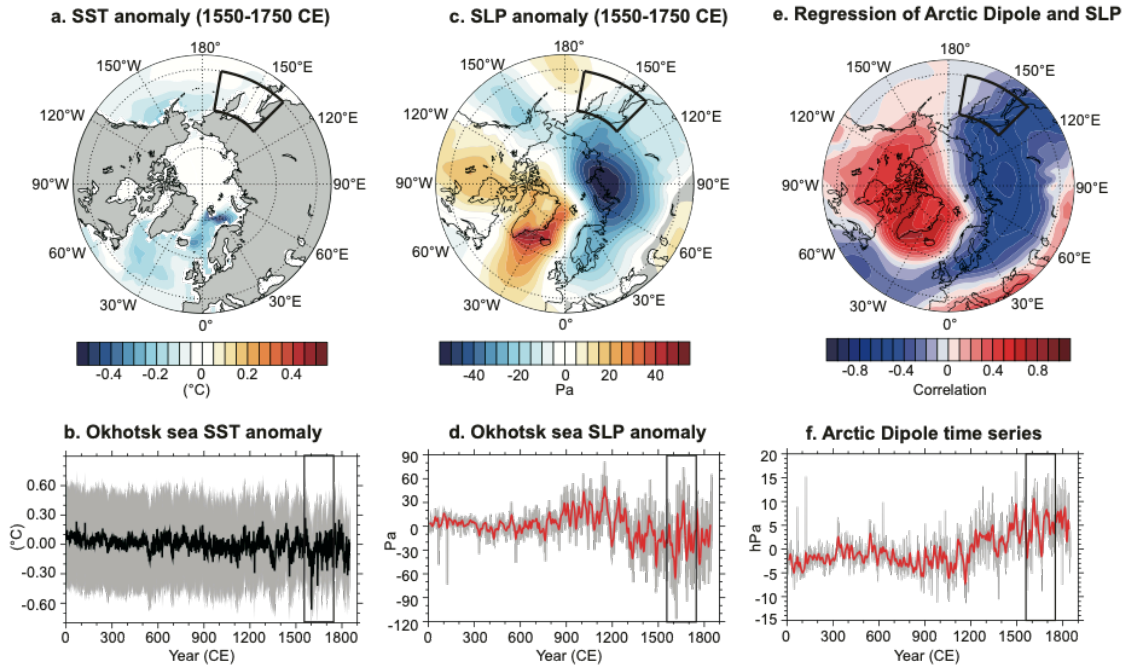 a. SST anomaly (1550-1750 CE)
180°
150°W
150°E
120°W
120°E
90°W
90°E
60°W
60°E
30°W
30°E
0°
-0.4
-0.2
0
0.2
0.4
(°C)
c. SLP anomaly (1550-1750 CE)
180°
150°W
150°E
120°W
120°E
90°W
90°E
60°W
60°E
30°W
30°E
0°
-40
-20
0
20
40
Pa
e. Regression of Arctic Dipole and SLP
180°
150°W
150°E
120°W
120°E
90°W
90°E
60°W
60°E
30°W
30°E
0°
-0.8
-0.4
0
0.4
0.8
Correlation
b. Okhotsk sea SST anomaly
(°C)
0.60
0.30
0.00
-0.30
-0.60
0
300
600
900
1200
1500
1800
Year (CE)
d. Okhotsk sea SLP anomaly
Pa
90
60
30
0
-30
-60
-90
-120
0
300
600
900
1200
1500
1800
Year (CE)
f. Arctic Dipole time series
hPa
20
15
10
5
0
-5
-10
-15
0
300
600
900
1200
1500
1800
Year (CE)